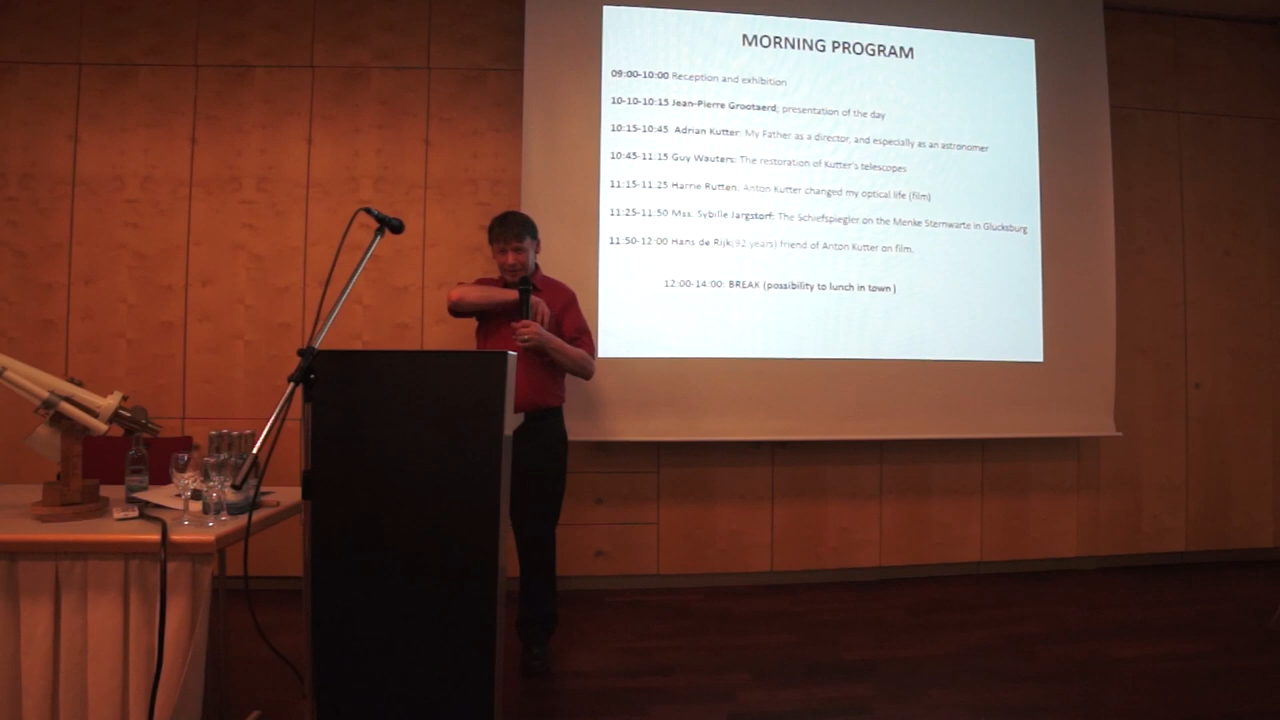 MORNING PROGRAM
09:00-10:00 Reception and exhibition
10-10-10:15 Jean-Pierre Grootaerd; presentation of the day
10:15-10:45 Adrian Kutter: My Father as a director, and especially as an astronomer
10:45-11:15 Guy Wauters: The restoration of Kutter's telescopes
11:15-11.25 Harrie Rutten: Anton Kutter changed my optical life (film)
11:25-11:50 Mss. Sybille Jargstorf: The Schiefspiegler on the Menke Sternwarte in Glucksburg
11:50-12:00 Hans de Rijk(92 years) friend of Anton Kutter on film.
12:00-14:00: BREAK (possibility to lunch in town)